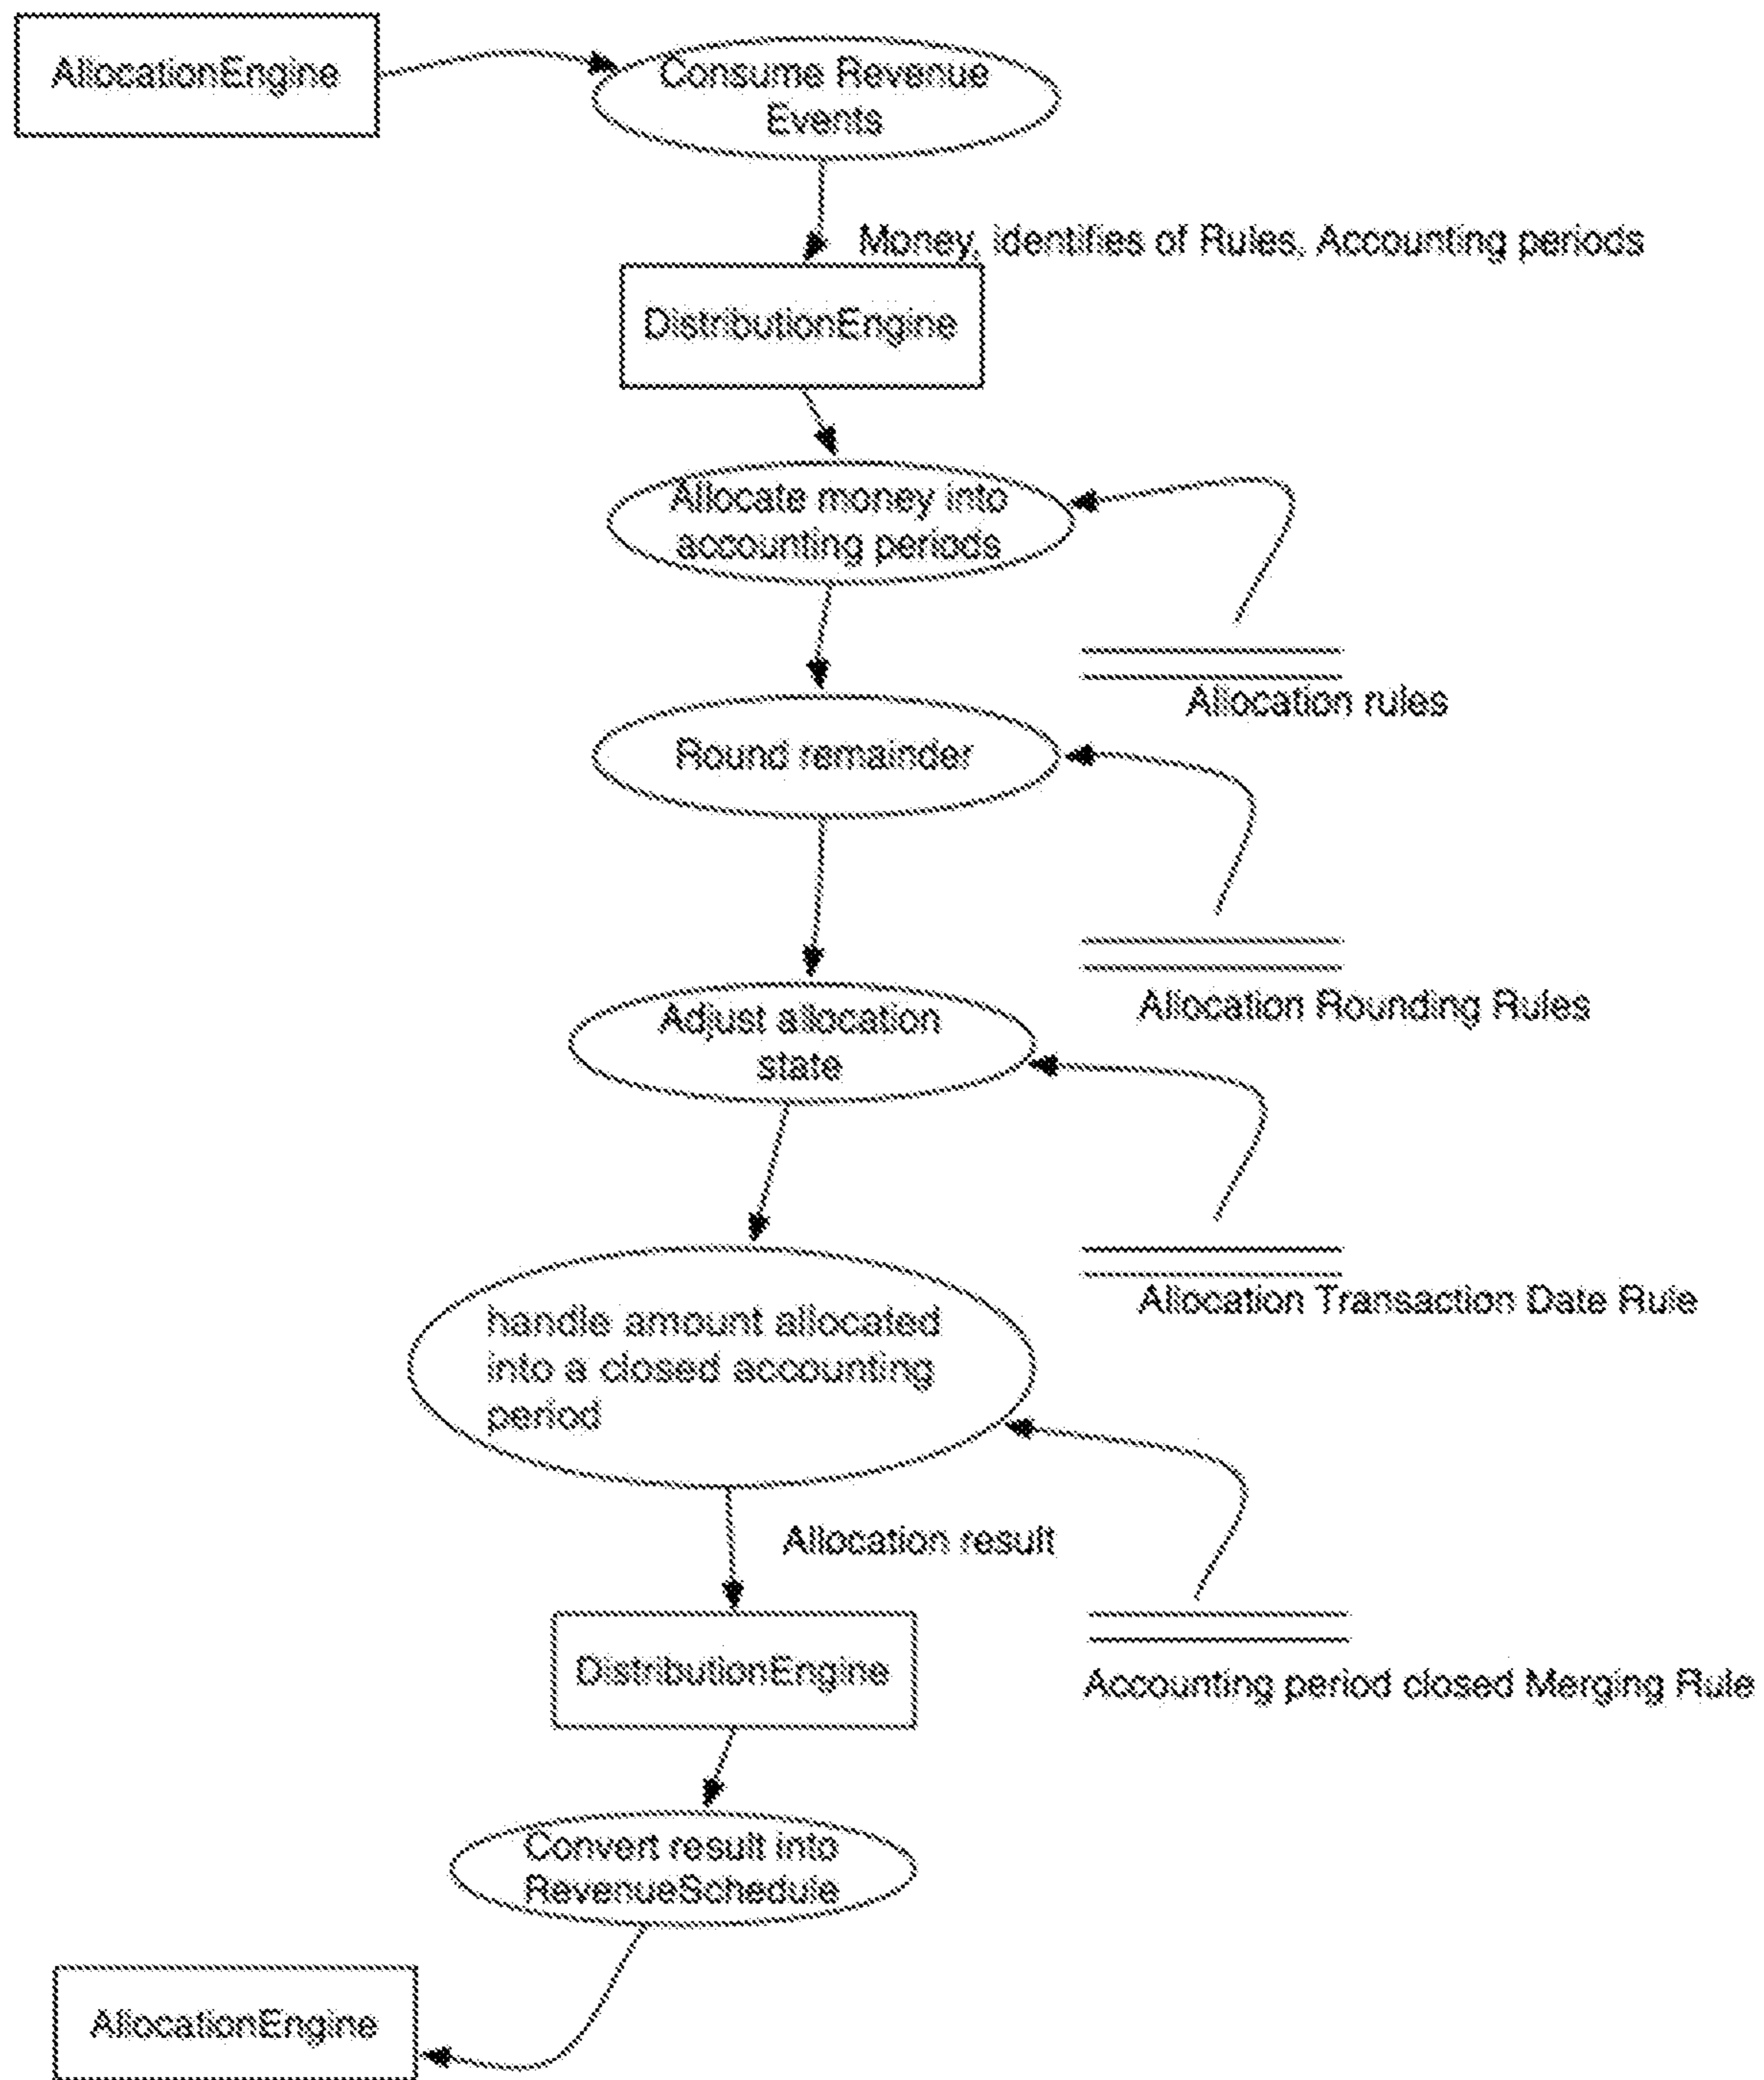 AllocationEngine
Consume Revenue
Events
Money, identifies of Rules, Accounting periods
DistributionEngine
Allocate money into
accounting periods
Allocation rules
Round remainder
Allocation Rounding Rules
Adjust allocation
state
Allocation Transaction Date Rule
handle amount allocated
into a closed accounting
period
Allocation result
DistributionEngine
Accounting period closed Merging Rule
Convert result into
RevenueSchedule
AllocationEngine